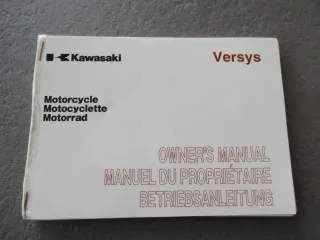 Kawasaki
Versys
Motorcycle
Motocyclette
Motorrad
OWNER'S MANUAL
MANUEL DU PROPRIÉTAIRE
BETRIEBSANLEITUNG